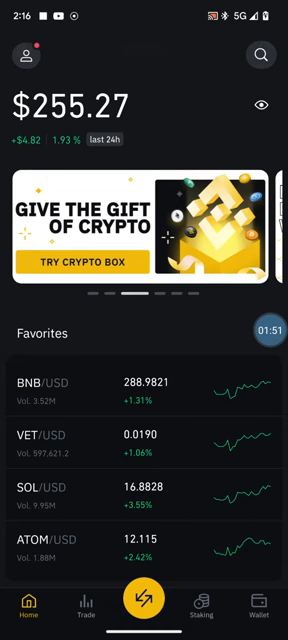 2:16
5G
$255.27
+$4.82 1.93 % last 24h
GIVE THE GIFT
OF CRYPTO
TRY CRYPTO BOX
Favorites
01:51
BNB/USD 288.9821
Vol. 3.52M +1.31%
VET/USD 0.0190
Vol. 597,621.2 +1.06%
SOL/USD 16.8828
Vol. 9.95M +3.55%
ATOM/USD 12.115
Vol. 1.88M +2.42%
Home Trade Staking Wallet